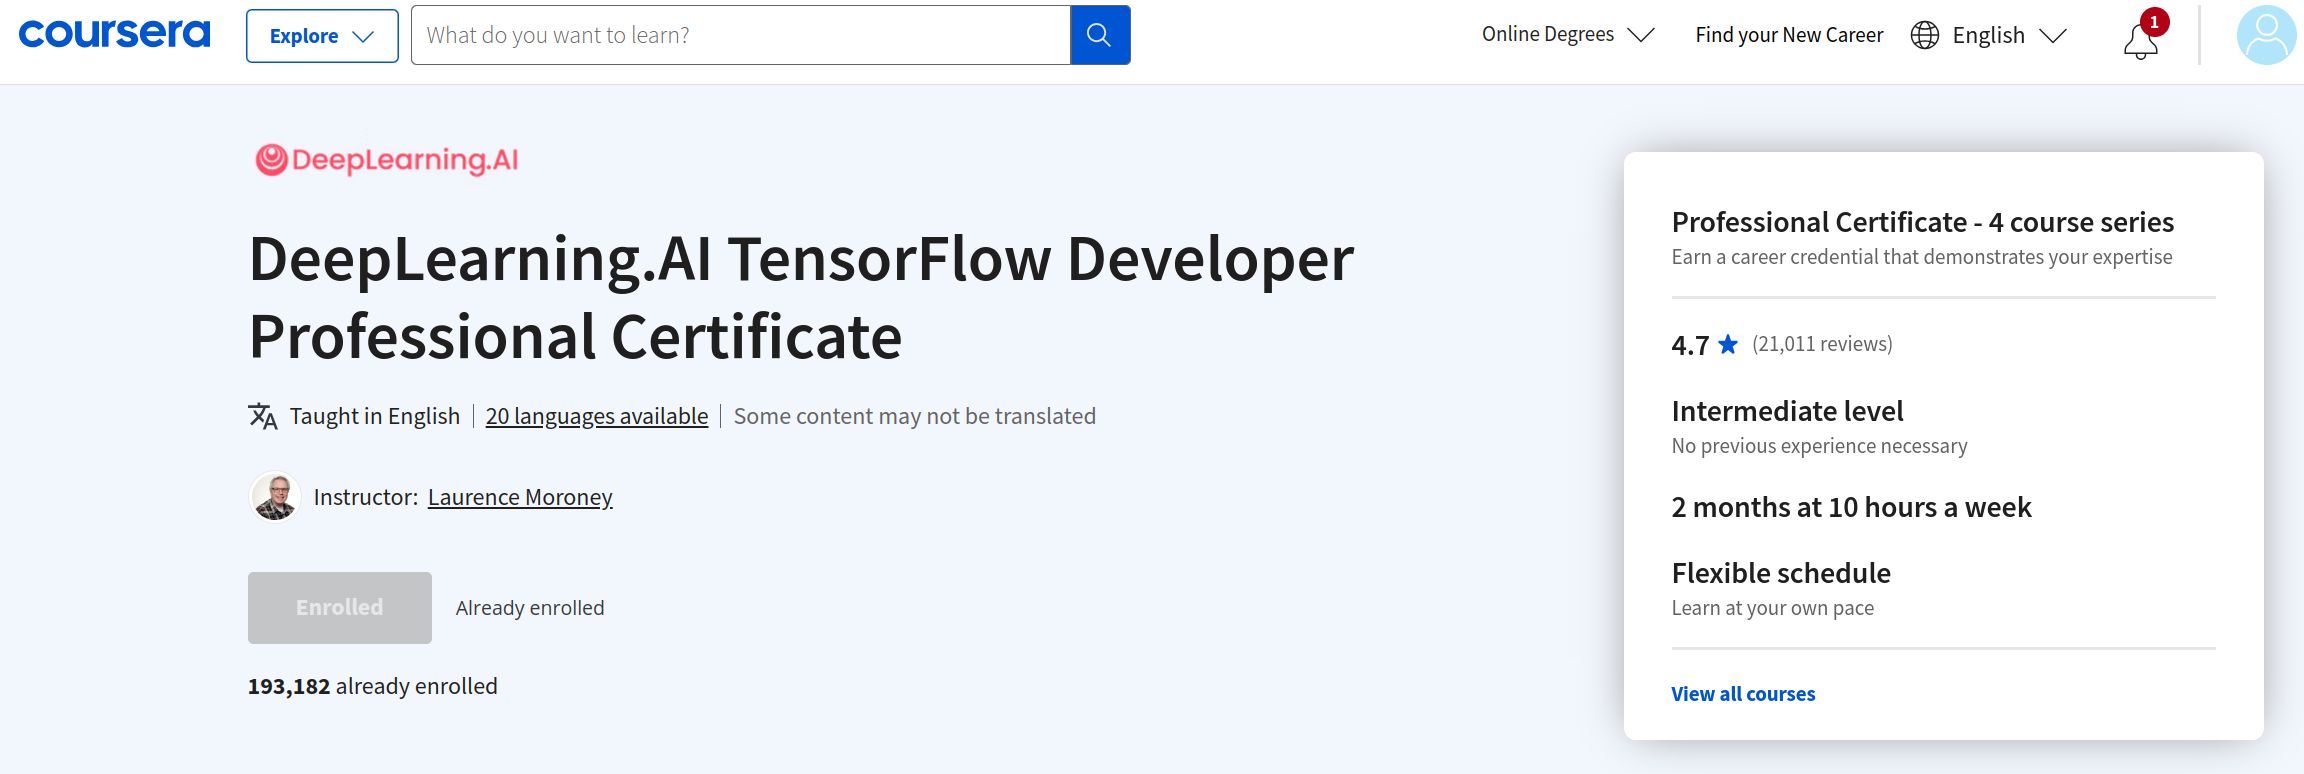 coursera
Explore
What do you want to learn?
Online Degrees
Find your New Career
English
1
DeepLearning.AI
DeepLearning.AI TensorFlow Developer
Professional Certificate
Taught in English | 20 languages available | Some content may not be translated
Instructor: Laurence Moroney
Enrolled
Already enrolled
193,182 already enrolled
Professional Certificate - 4 course series
Earn a career credential that demonstrates your expertise
4.7 ★ (21,011 reviews)
Intermediate level
No previous experience necessary
2 months at 10 hours a week
Flexible schedule
Learn at your own pace
View all courses